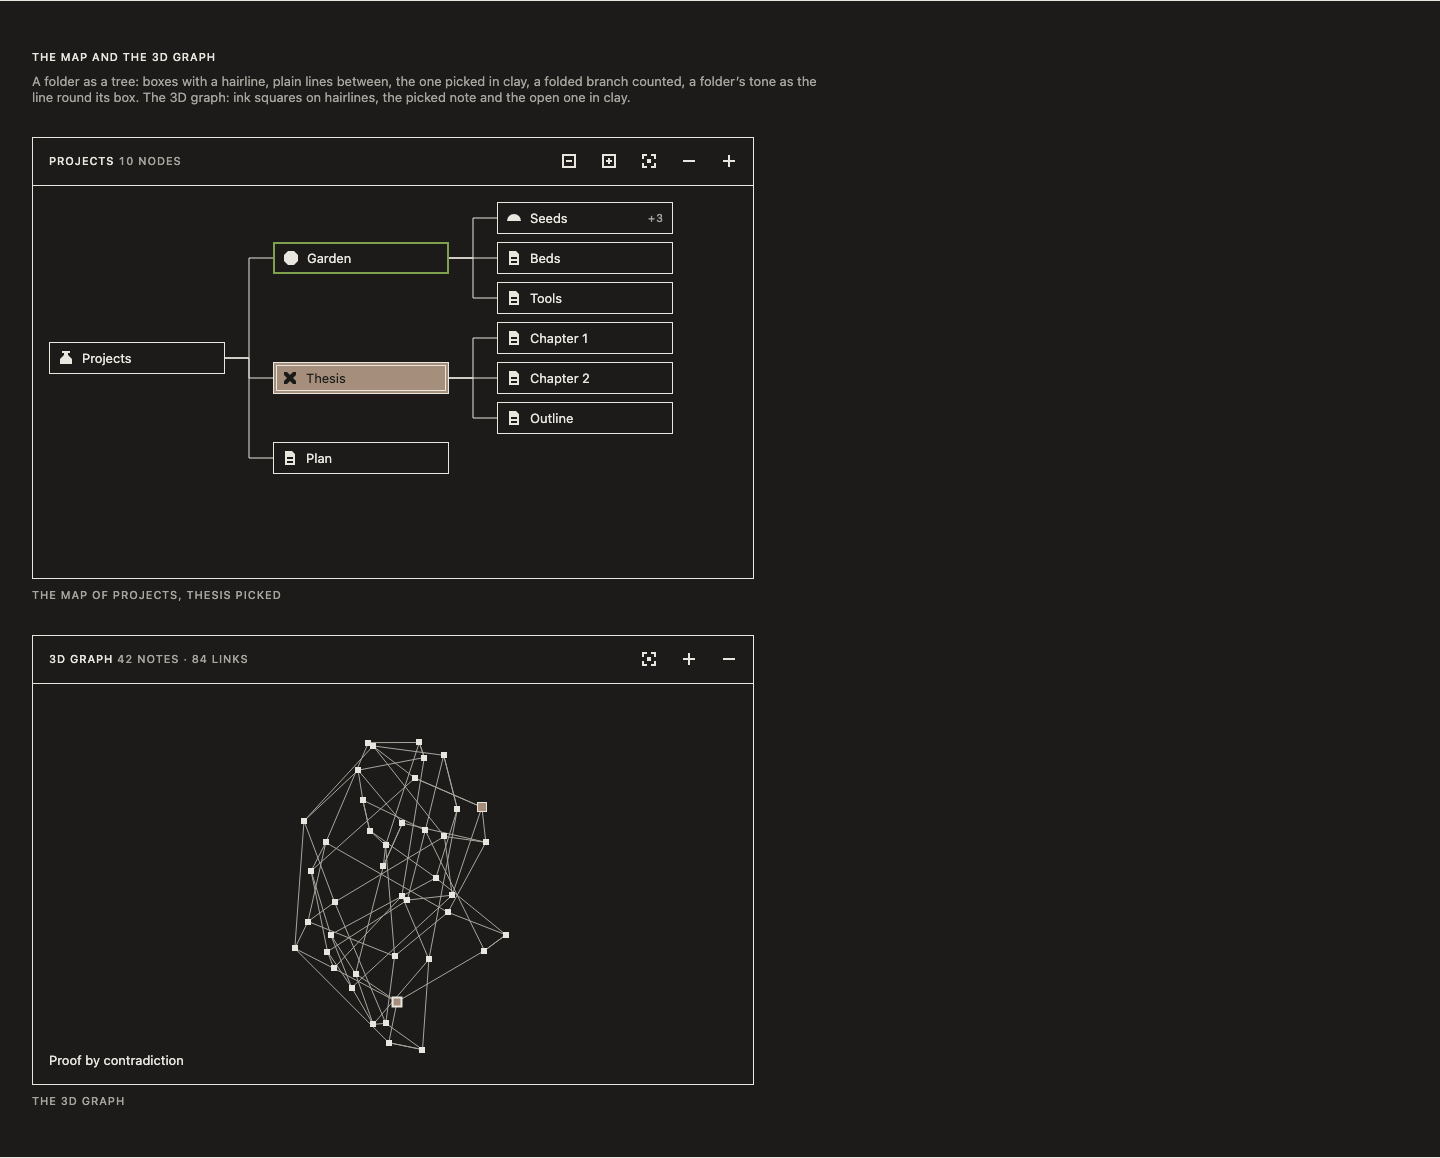 THE MAP AND THE 3D GRAPH
A folder as a tree: boxes with a hairline, plain lines between, the one picked in clay, a folded branch counted, a folder's tone as the
line round its box. The 3D graph: ink squares on hairlines, the picked note and the open one in clay.
PROJECTS 10 NODES
Seeds +3
Garden
Beds
Tools
Chapter 1
Projects
Thesis
Chapter 2
Outline
Plan
THE MAP OF PROJECTS, THESIS PICKED
3D GRAPH 42 NOTES · 84 LINKS
Proof by contradiction
THE 3D GRAPH